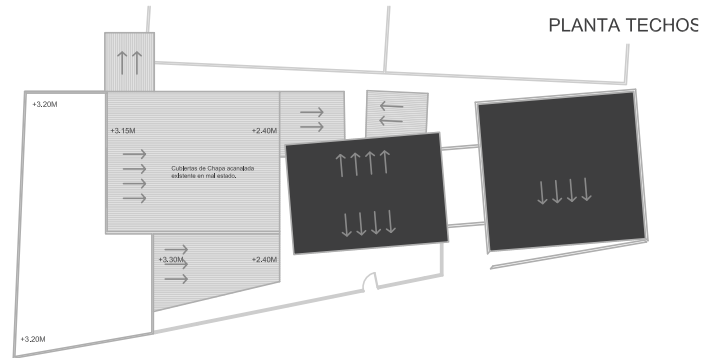 PLANTA TECHOS
+3.20M
+3.15M
+2.40M
Cubiertas de Chapa acanalada
existente en mal estado.
+3.30M
+2.40M
+3.20M